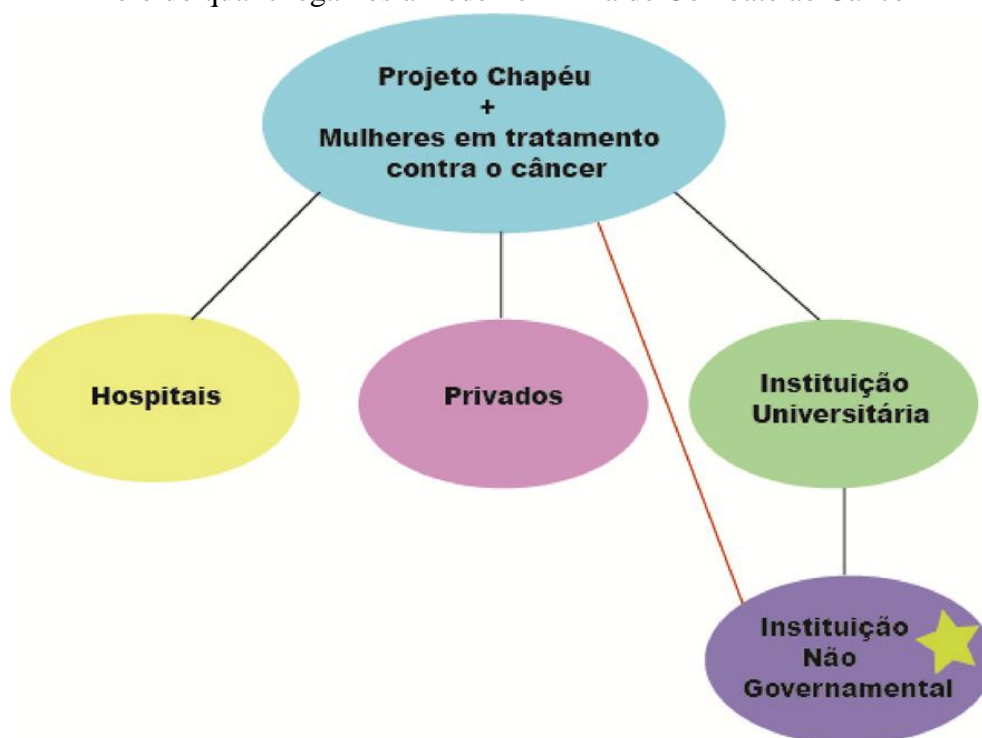 Projeto Chapéu
+
Mulheres em tratamento
contra o câncer
Hospitais
Privados
Instituição
Universitária
Instituição
Não
Governamental